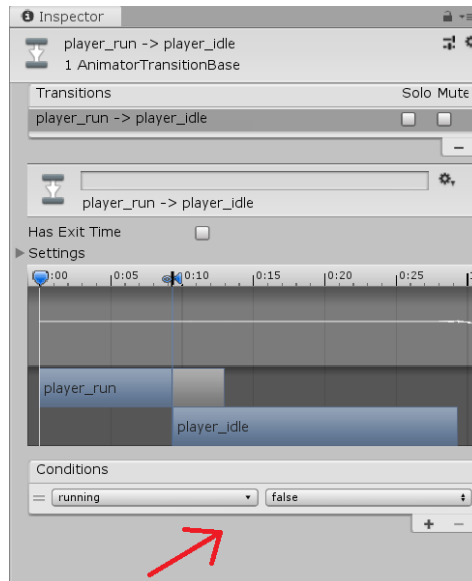 Inspector
player_run -> player_idle
1 AnimatorTransitionBase
Transitions Solo Mute
player_run -> player_idle
player_run -> player_idle
Has Exit Time
Settings
:00 0:05 0:10 0:15 0:20 0:25
player_run
player_idle
Conditions
running false